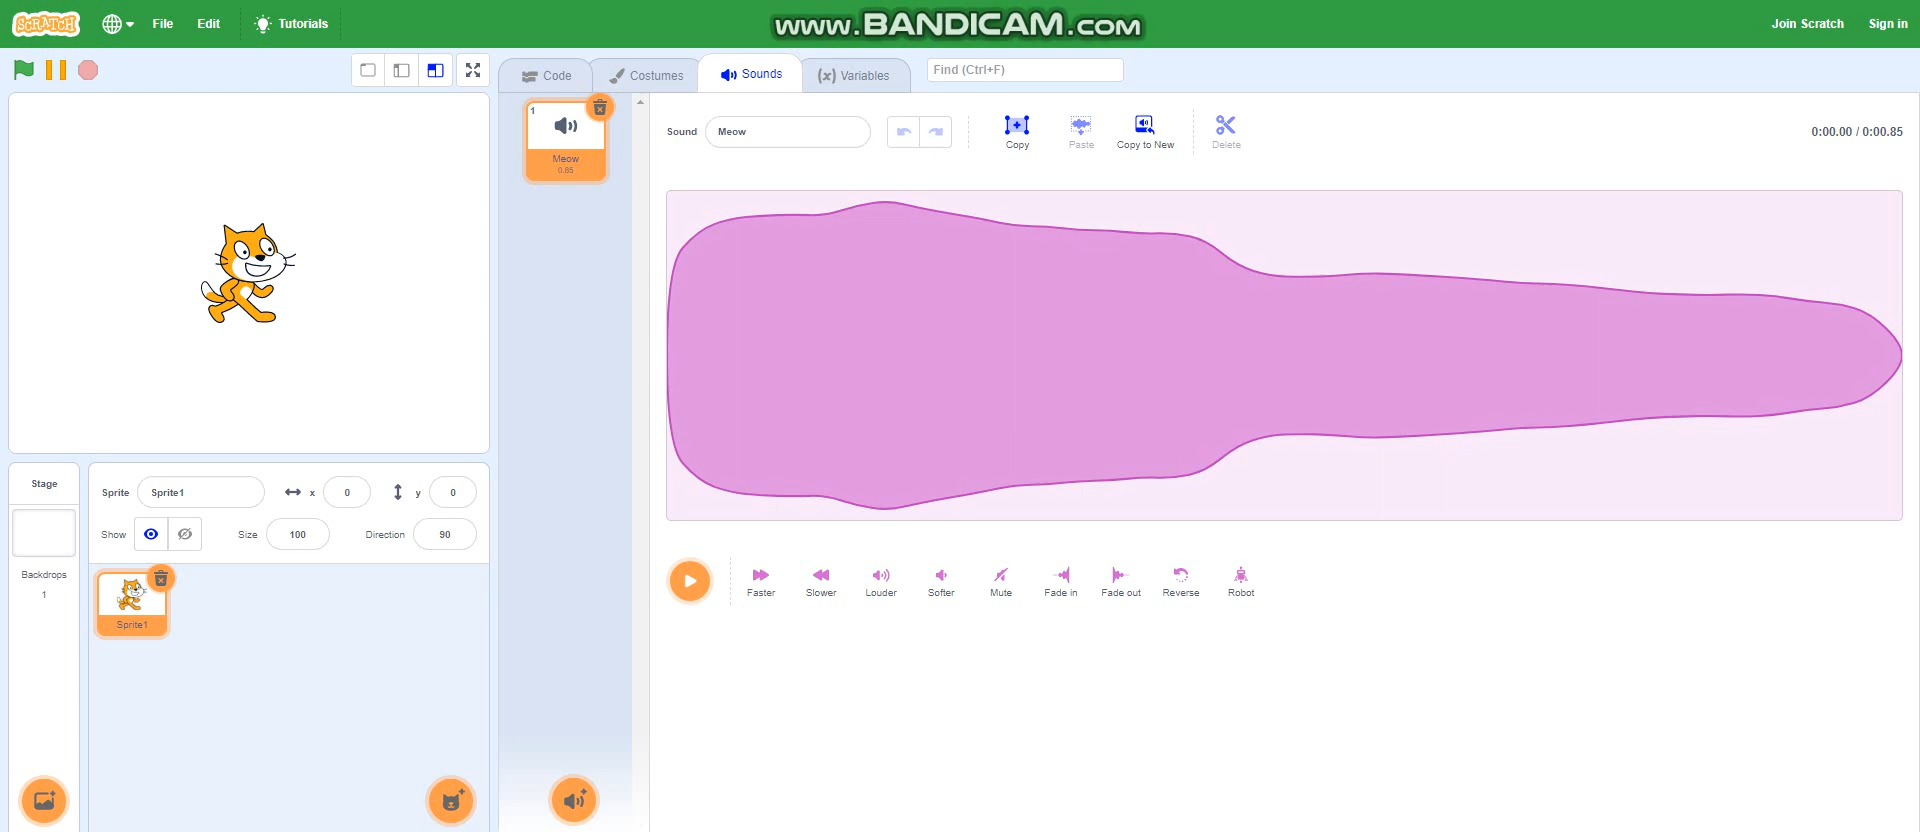 SCRATCH File Edit Tutorials www.BANDICAM.com Join Scratch Sign in
Code Costumes Sounds (x) Variables Find (Ctrl+F)
1
Meow
0.85
Sound Meow Copy Paste Copy to New Delete 0:00.00 / 0:00.85
Stage
Sprite Sprite1 x 0 y 0
Show Size 100 Direction 90
Backdrops
1
Sprite1
Faster Slower Louder Softer Mute Fade in Fade out Reverse Robot